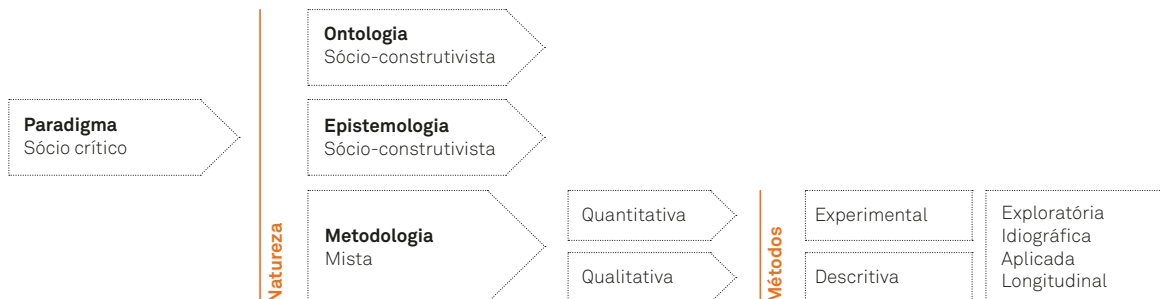 Paradigma
Sócio crítico
Natureza
Ontologia
Sócio-construtivista
Epistemologia
Sócio-construtivista
Metodologia
Mista
Quantitativa
Qualitativa
Métodos
Experimental
Descritiva
Exploratória
Idiográfica
Aplicada
Longitudinal